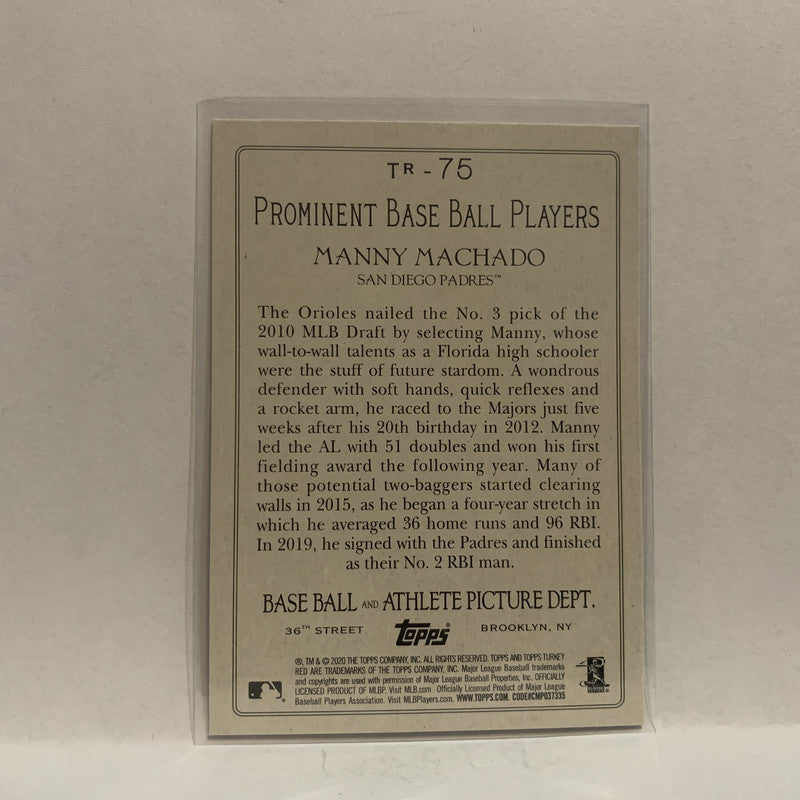 TR - 75
PROMINENT BASE BALL PLAYERS
MANNY MACHADO
SAN DIEGO PADRES™
The Orioles nailed the No. 3 pick of the
2010 MLB Draft by selecting Manny, whose
wall-to-wall talents as a Florida high schooler
were the stuff of future stardom. A wondrous
defender with soft hands, quick reflexes and
a rocket arm, he raced to the Majors just five
weeks after his 20th birthday in 2012. Manny
led the AL with 51 doubles and won his first
fielding award the following year. Many of
those potential two-baggers started clearing
walls in 2015, as he began a four-year stretch in
which he averaged 36 home runs and 96 RBI.
In 2019, he signed with the Padres and finished
as their No. 2 RBI man.
BASE BALL AND ATHLETE PICTURE DEPT.
36TH STREET topps BROOKLYN, NY
®, TM & © 2020 THE TOPPS COMPANY, INC. ALL RIGHTS RESERVED. TOPPS AND TOPPS TURKEY
RED ARE TRADEMARKS OF THE TOPPS COMPANY, INC. Major League Baseball trademarks
and copyrights are used with permission of Major League Baseball Properties, Inc. OFFICIALLY
LICENSED PRODUCT OF MLBP. Visit MLB.com Officially Licensed Product of Major League
Baseball Players Association. Visit MLBPlayers.com. WWW.TOPPS.COM. CODE#CMP037335